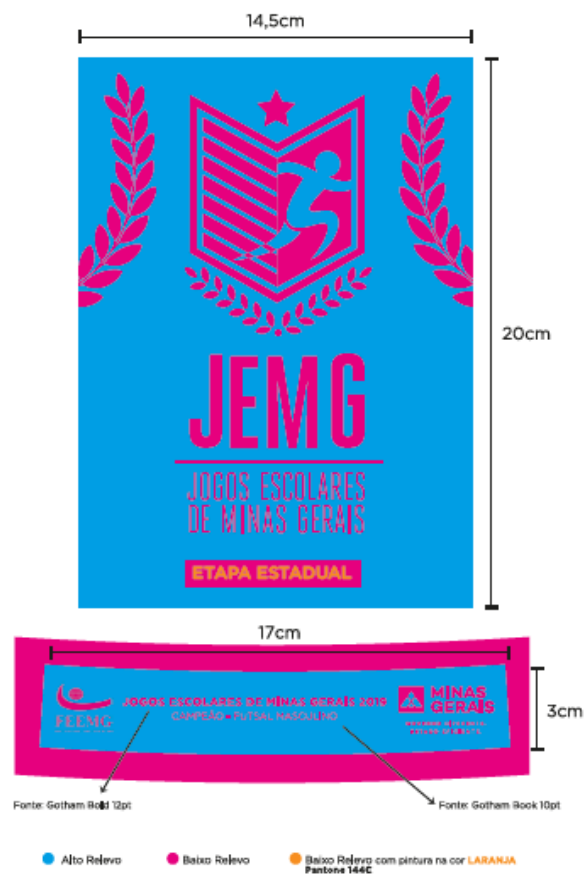 14,5cm
20cm
JEMG
JOGOS ESCOLARES
DE MINAS GERAIS
ETAPA ESTADUAL
17cm
3cm
FEEMG
JOGOS ESCOLARES DE MINAS GERAIS 2019
CAMPEÃO • FUTSAL MASCULINO
MINAS
GERAIS
Fonte: Gotham Bold 12pt
Fonte: Gotham Book 10pt
Alto Relevo
Baixo Relevo
Baixo Relevo com pintura na cor LARANJA
Pantone 144C